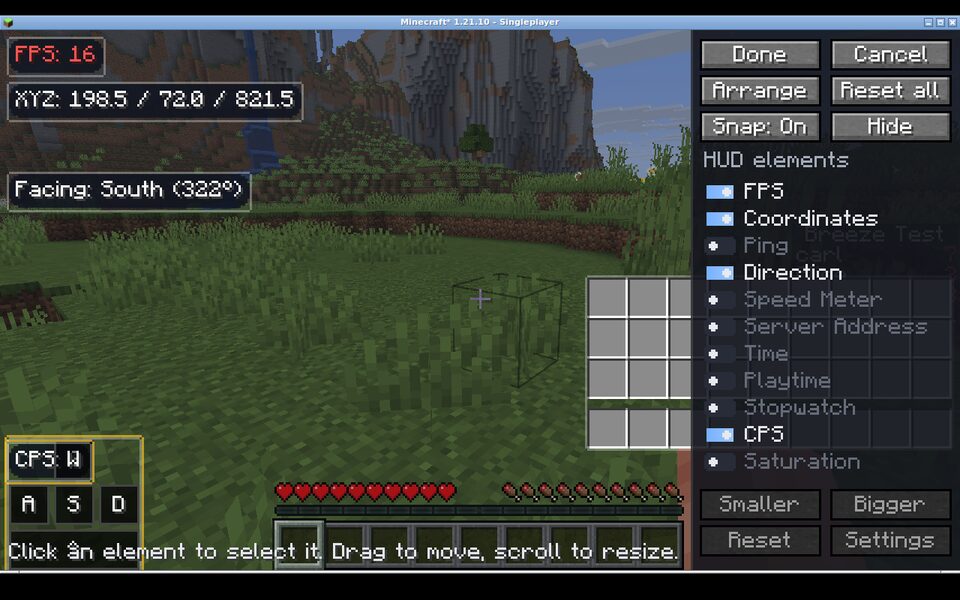 Minecraft* 1.21.10 - Singleplayer
FPS: 16
XYZ: 198.5 / 72.0 / 821.5
Facing: South (322°)
Done
Cancel
Arrange
Reset all
Snap: On
Hide
HUD elements
FPS
Coordinates
Ping
Direction
Speed Meter
Server Address
Time
Playtime
Stopwatch
CPS
Saturation
Breeze Test
Smaller
Bigger
Reset
Settings
CPS: W
A S D
Click an element to select it. Drag to move, scroll to resize.